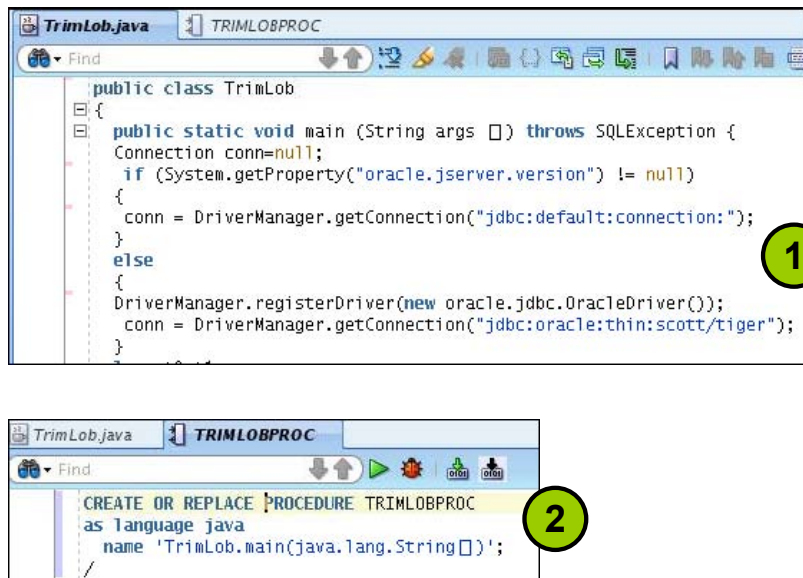 TrimLob.java TRIMLOBPROC
Find
public class TrimLob
{
public static void main (String args []) throws SQLException {
Connection conn=null;
if (System.getProperty("oracle.jserver.version") != null)
{
conn = DriverManager.getConnection("jdbc:default:connection:");
}
else
{
DriverManager.registerDriver(new oracle.jdbc.OracleDriver());
conn = DriverManager.getConnection("jdbc:oracle:thin:scott/tiger");
}
1
TrimLob.java TRIMLOBPROC
Find
CREATE OR REPLACE PROCEDURE TRIMLOBPROC
as language java
name 'TrimLob.main(java.lang.String[])';
/
2